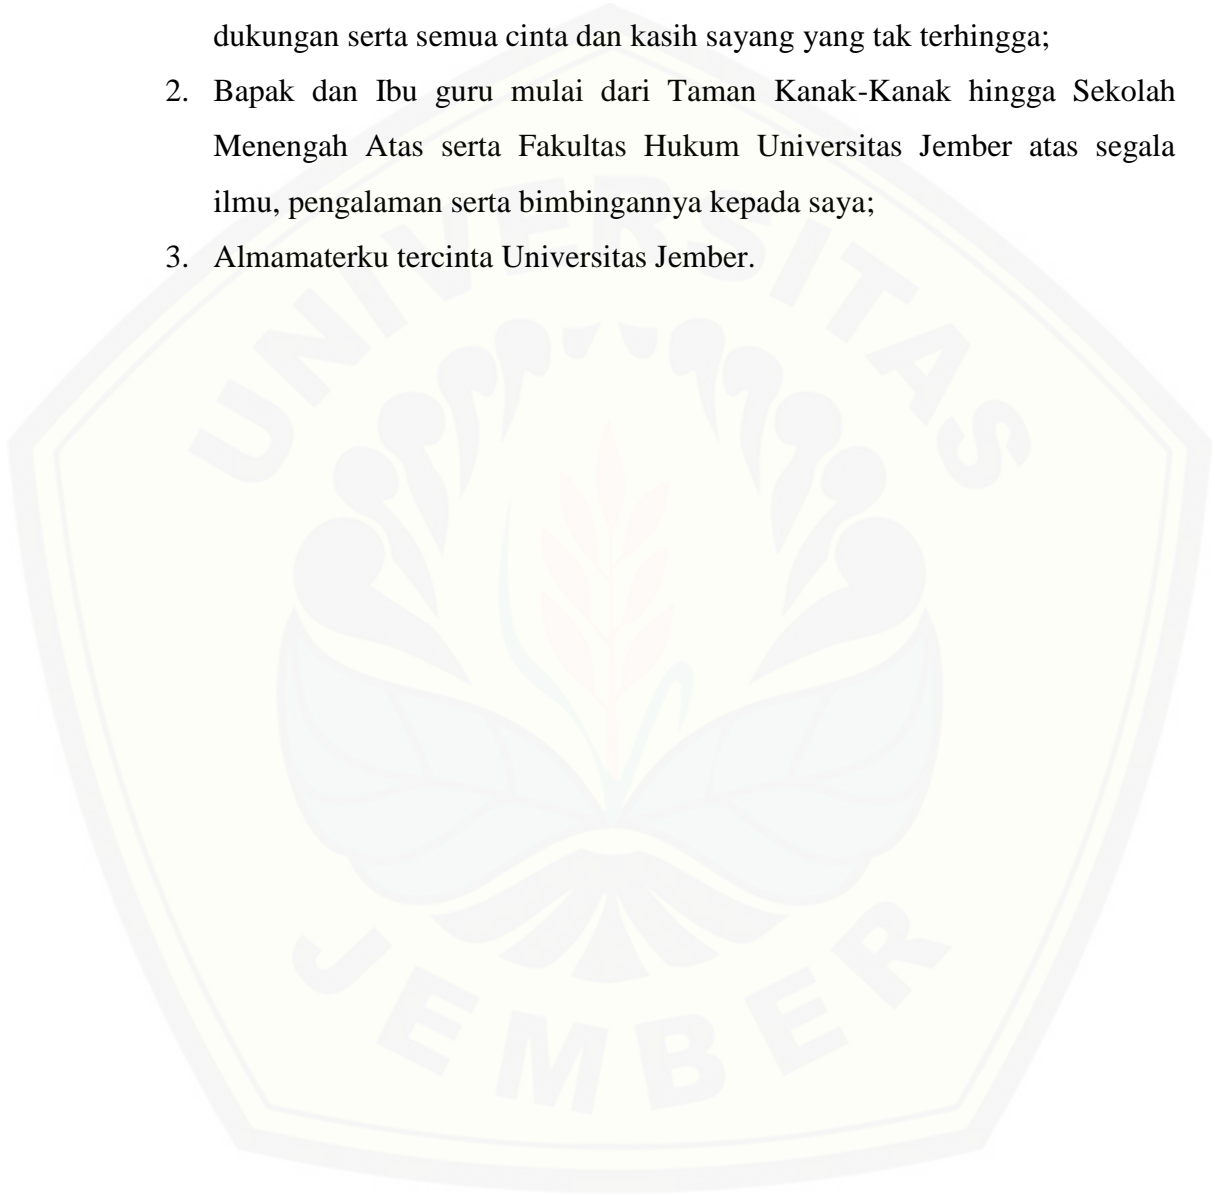 dukungan serta semua cinta dan kasih sayang yang tak terhingga;
2. Bapak dan Ibu guru mulai dari Taman Kanak-Kanak hingga Sekolah
Menengah Atas serta Fakultas Hukum Universitas Jember atas segala
ilmu, pengalaman serta bimbingannya kepada saya;
3. Almamaterku tercinta Universitas Jember.
UNIVERSITAS
JEMBER